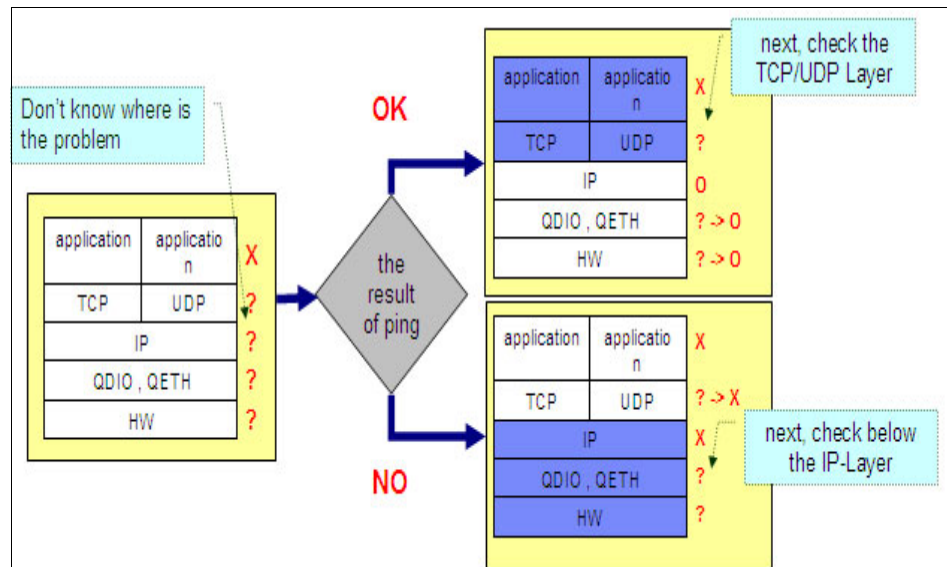 Don't know where is
the problem
application
applicatio
n
X
TCP
UDP
?
IP
?
QDIO , QETH
?
HW
?
the
result
of ping
OK
application
applicatio
n
X
TCP
UDP
?
IP
O
QDIO , QETH
? -> O
HW
? -> O
next, check the
TCP/UDP Layer
NO
application
applicatio
n
X
TCP
UDP
? -> X
IP
X
QDIO , QETH
?
HW
?
next, check below
the IP-Layer